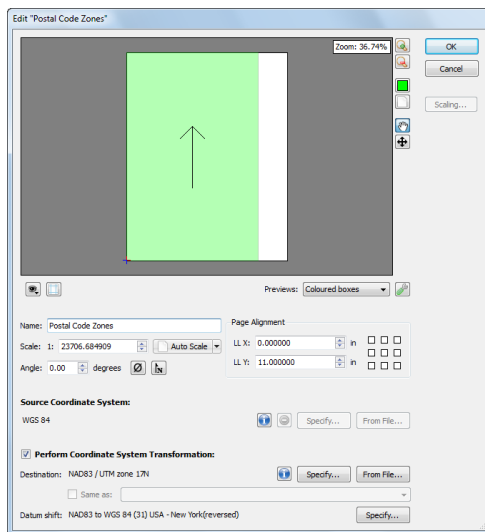 Edit "Postal Code Zones"
Zoom: 36.74%
OK
Cancel
Scaling...
Previews: Coloured boxes
Name: Postal Code Zones
Scale: 1: 23706.684909 Auto Scale
Angle: 0.00 degrees
Page Alignment
LL X: 0.000000 in
LL Y: 11.000000 in
Source Coordinate System:
WGS 84 Specify... From File...
Perform Coordinate System Transformation:
Destination: NAD83 / UTM zone 17N Specify... From File...
Same as:
Datum shift: NAD83 to WGS 84 (31) USA - New York(reversed) Specify...